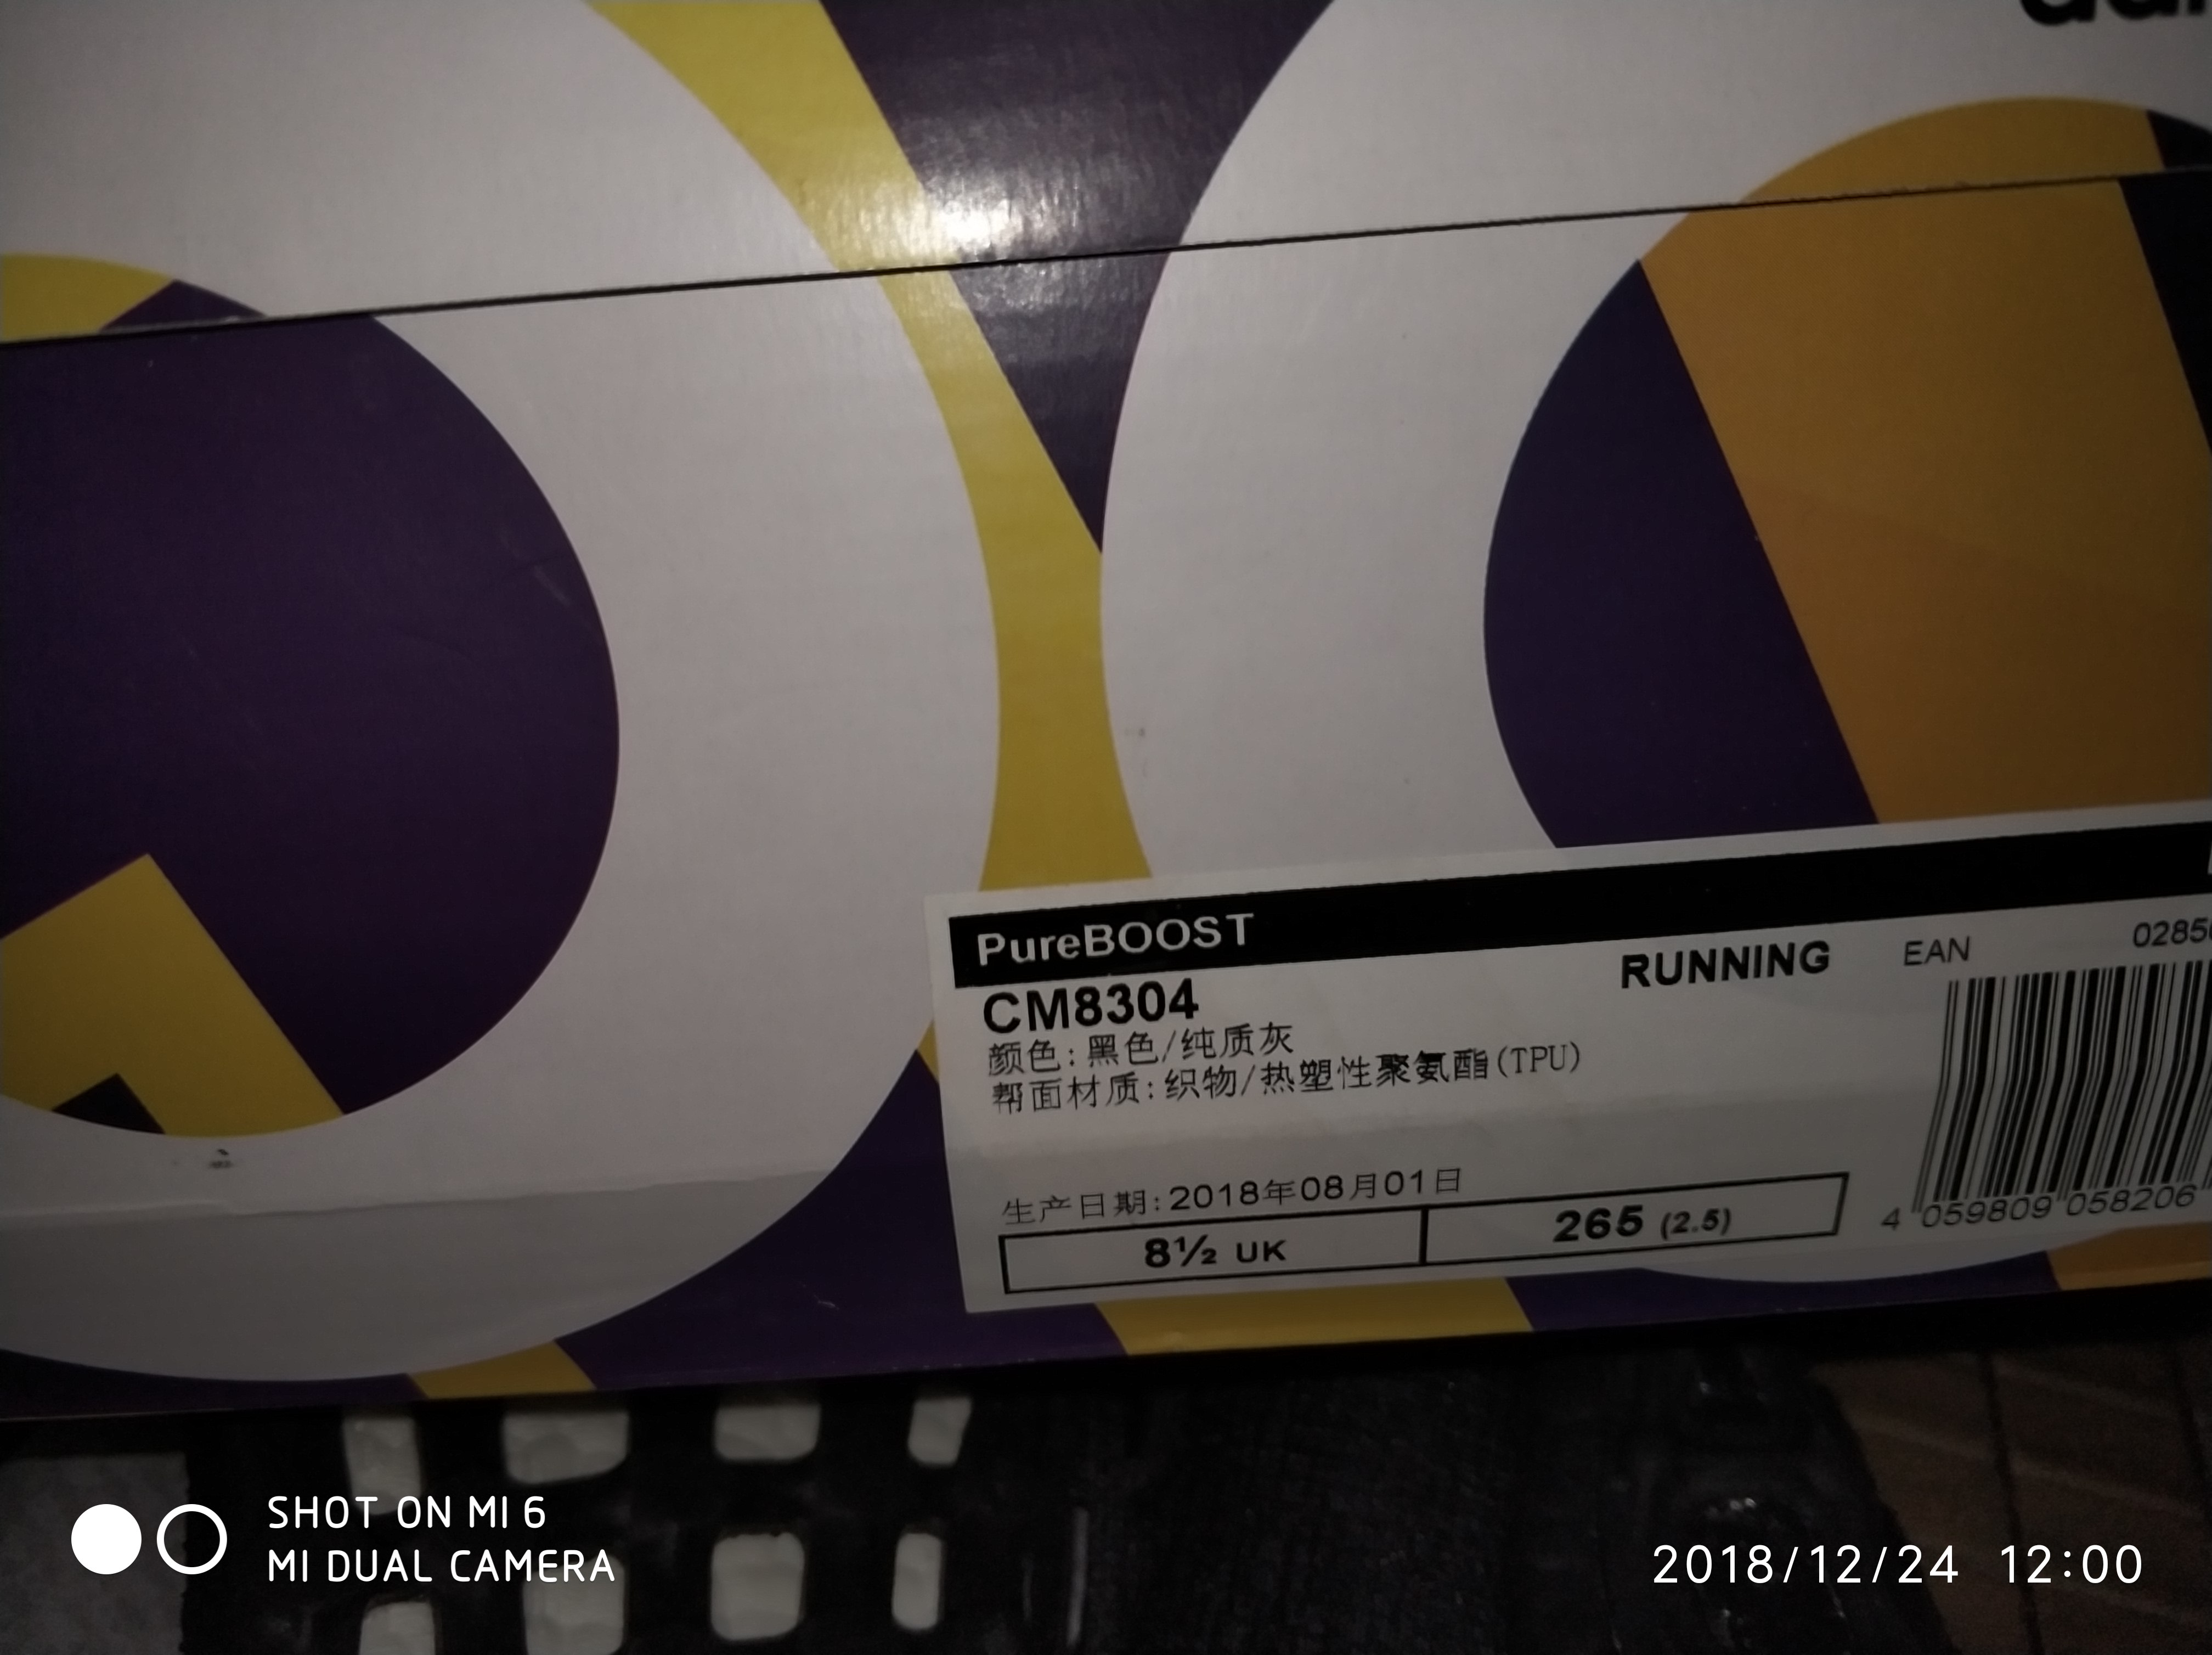 PureBOOST
CM8304
RUNNING
EAN
颜色:黑色/纯质灰
帮面材质:织物/热塑性聚氨酯(TPU)
生产日期:2018年08月01日
8½ UK
265 (2.5)
4 059809 058206
SHOT ON MI 6
MI DUAL CAMERA
2018/12/24 12:00